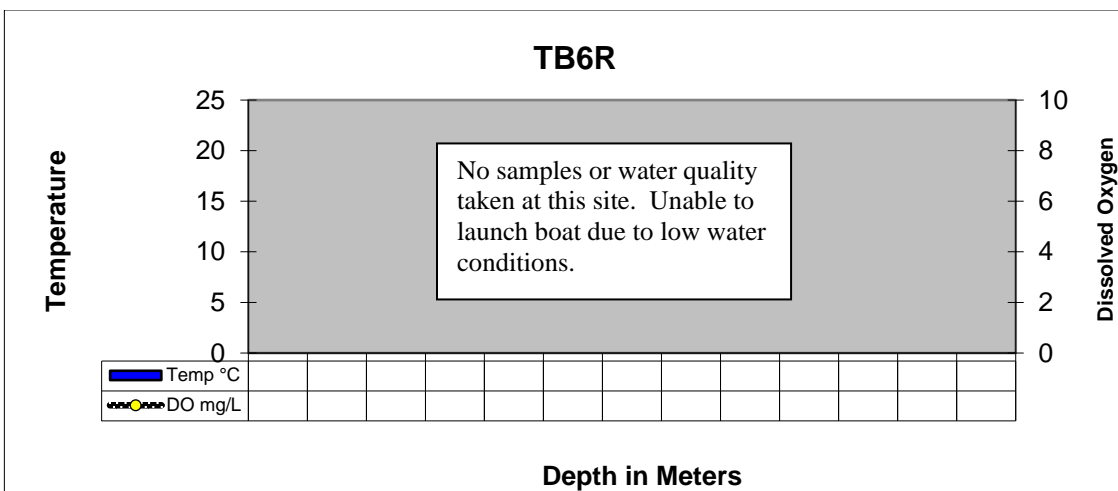 TB6R
Temperature
25
20
15
10
5
0
No samples or water quality
taken at this site.  Unable to
launch boat due to low water
conditions.
10
8
6
4
2
0
Dissolved Oxygen
Temp °C
DO mg/L
Depth in Meters